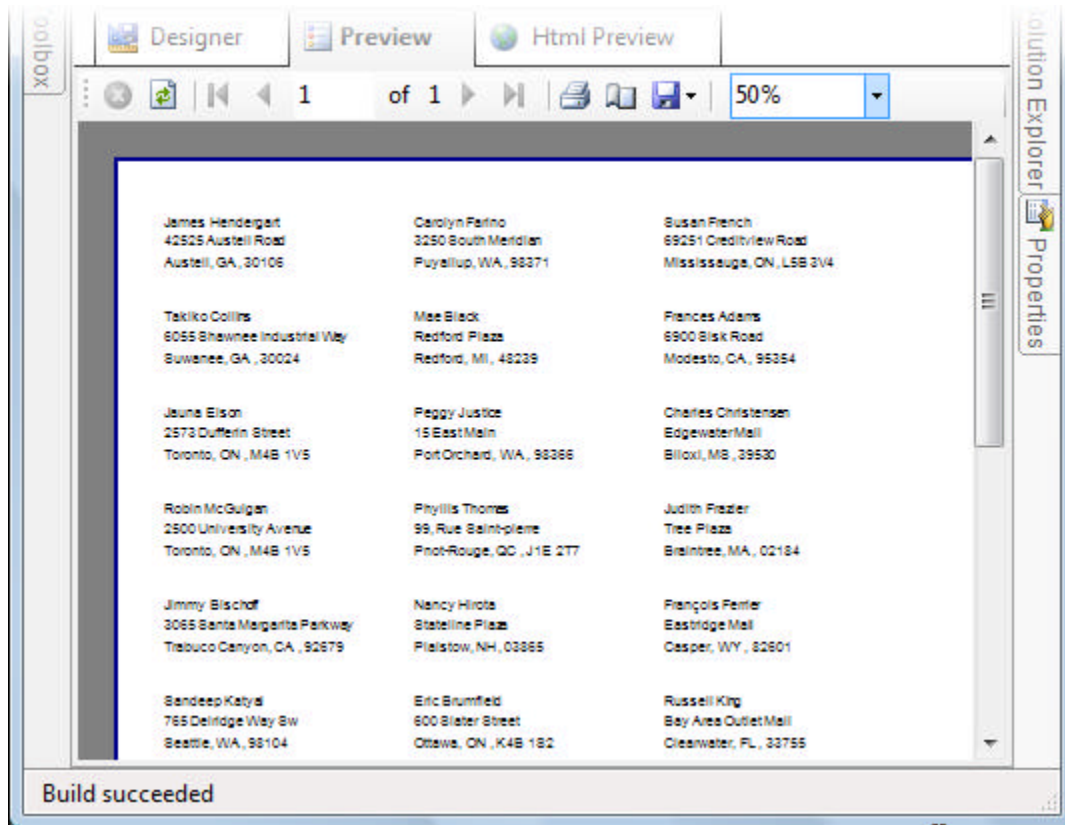 Designer
Preview
Html Preview
1 of 1
50%
oolbox
olution Explorer
Properties
James Hendergart
42525 Austell Road
Austell, GA , 30106
Carolyn Farino
3250 South Meridian
Puyallup, WA , 98371
Susan French
69251 Creditview Road
Mississauga, ON , L5B 3V4
Takiko Collins
6055 Shawnee Industrial Way
Suwanee, GA , 30024
Mae Black
Redford Plaza
Redford, MI , 48239
Frances Adams
6900 Sisk Road
Modesto, CA , 95354
Jauna Elson
2573 Dufferin Street
Toronto, ON , M4B 1V5
Peggy Justice
15 East Main
Port Orchard, WA , 98366
Charles Christensen
Edgewater Mall
Biloxi, MS , 39530
Robin McGuigan
2500 University Avenue
Toronto, ON , M4B 1V5
Phyllis Thomas
99, Rue Saint-pierre
Pnot-Rouge, QC , J1E 2T7
Judith Frazier
Tree Plaza
Braintree, MA , 02184
Jimmy Bischoff
3065 Santa Margarita Parkway
Trabuco Canyon, CA , 92679
Nancy Hirota
Stateline Plaza
Plaistow, NH , 03865
François Ferrier
Eastridge Mall
Casper, WY , 82601
Sandeep Katyal
765 Delridge Way Sw
Seattle, WA , 98104
Eric Brumfield
600 Slater Street
Ottawa, ON , K4B 1S2
Russell King
Bay Area Outlet Mall
Clearwater, FL , 33755
Build succeeded